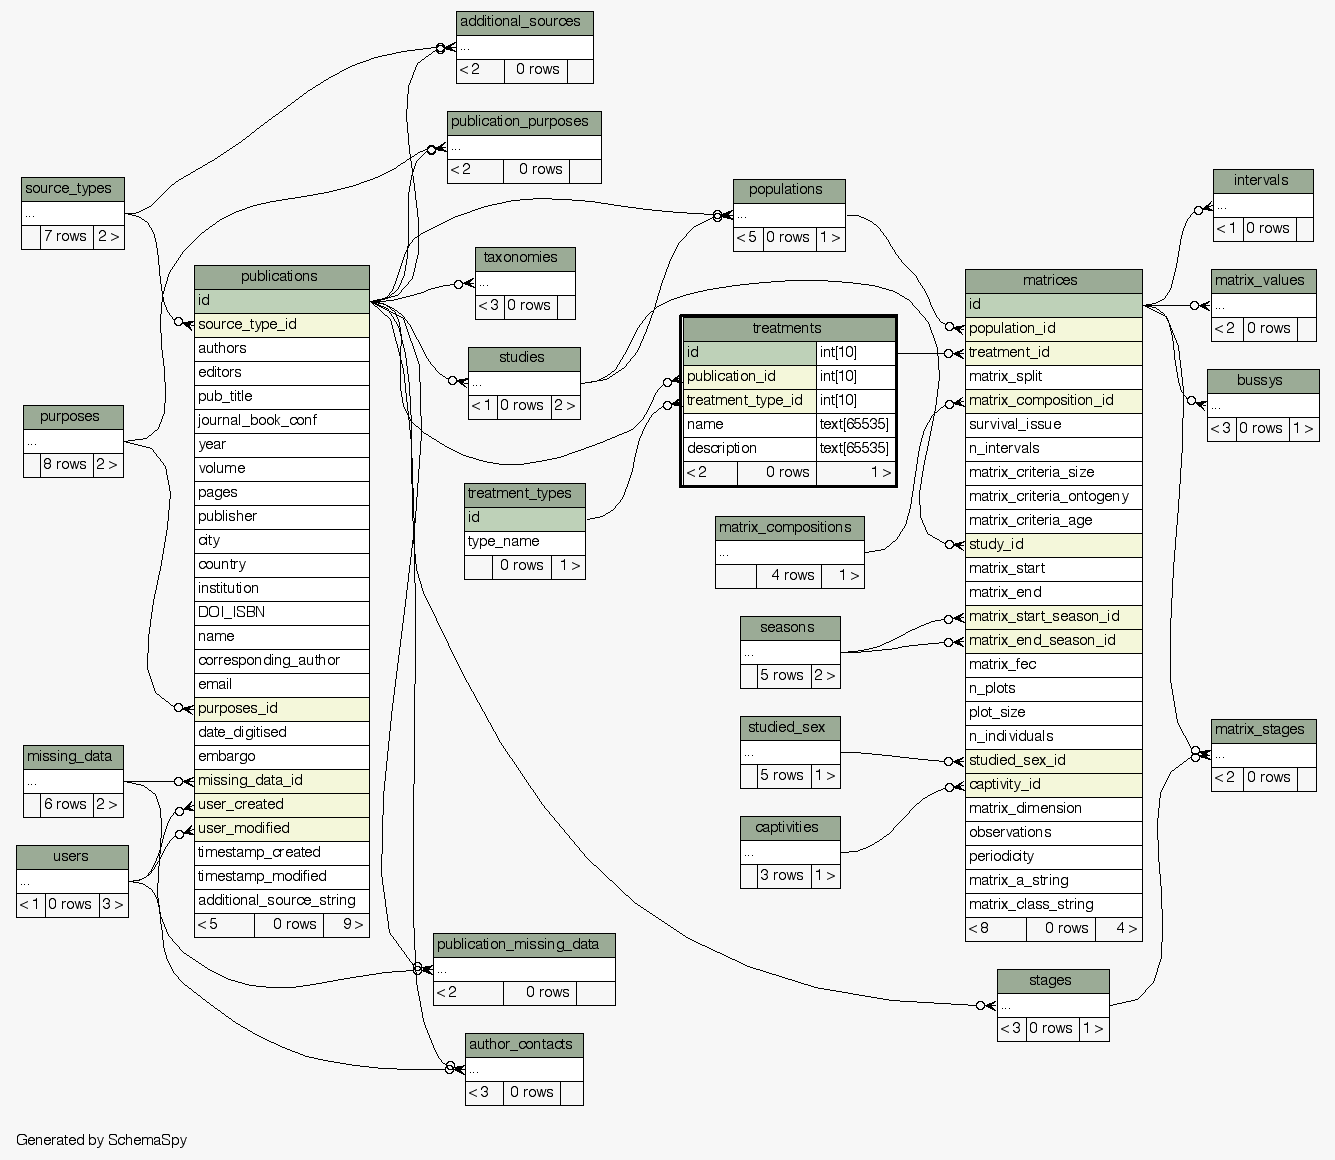 additional_sources
...
< 2 0 rows
publication_purposes
...
< 2 0 rows
source_types
...
7 rows 2 >
populations
...
< 5 0 rows 1 >
intervals
...
< 1 0 rows
taxonomies
...
< 3 0 rows
publications
id
source_type_id
authors
editors
pub_title
journal_book_conf
year
volume
pages
publisher
city
country
institution
DOI_ISBN
name
corresponding_author
email
purposes_id
date_digitised
embargo
missing_data_id
user_created
user_modified
timestamp_created
timestamp_modified
additional_source_string
< 5 0 rows 9 >
matrices
id
population_id
treatment_id
matrix_split
matrix_composition_id
survival_issue
n_intervals
matrix_criteria_size
matrix_criteria_ontogeny
matrix_criteria_age
study_id
matrix_start
matrix_end
matrix_start_season_id
matrix_end_season_id
matrix_fec
n_plots
plot_size
n_individuals
studied_sex_id
captivity_id
matrix_dimension
observations
periodicity
matrix_a_string
matrix_class_string
< 8 0 rows 4 >
matrix_values
...
< 2 0 rows
treatments
id int[10]
publication_id int[10]
treatment_type_id int[10]
name text[65535]
description text[65535]
< 2 0 rows 1 >
studies
...
< 1 0 rows 2 >
bussys
...
< 3 0 rows 1 >
purposes
...
8 rows 2 >
treatment_types
id
type_name
0 rows 1 >
matrix_compositions
...
4 rows 1 >
seasons
...
5 rows 2 >
studied_sex
...
5 rows 1 >
matrix_stages
...
< 2 0 rows
missing_data
...
6 rows 2 >
captivities
...
3 rows 1 >
users
...
< 1 0 rows 3 >
publication_missing_data
...
< 2 0 rows
stages
...
< 3 0 rows 1 >
author_contacts
...
< 3 0 rows
Generated by SchemaSpy